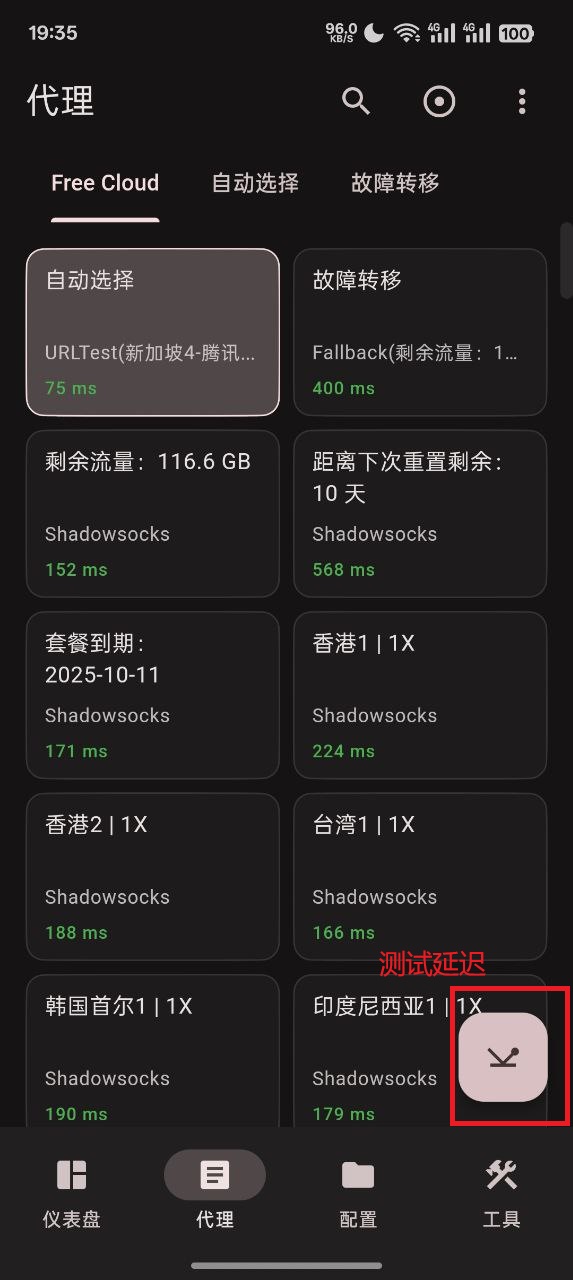 19:35
96.0
KB/S
4G
4G
100
代理
Free Cloud
自动选择
故障转移
自动选择
URLTest(新加坡4-腾讯...
75 ms
故障转移
Fallback(剩余流量：1...
400 ms
剩余流量：116.6 GB
Shadowsocks
152 ms
距离下次重置剩余：
10 天
Shadowsocks
568 ms
套餐到期：
2025-10-11
Shadowsocks
171 ms
香港1 | 1X
Shadowsocks
224 ms
香港2 | 1X
Shadowsocks
188 ms
台湾1 | 1X
Shadowsocks
166 ms
测试延迟
韩国首尔1 | 1X
Shadowsocks
190 ms
印度尼西亚1 | 1X
Shadowsocks
179 ms
仪表盘
代理
配置
工具